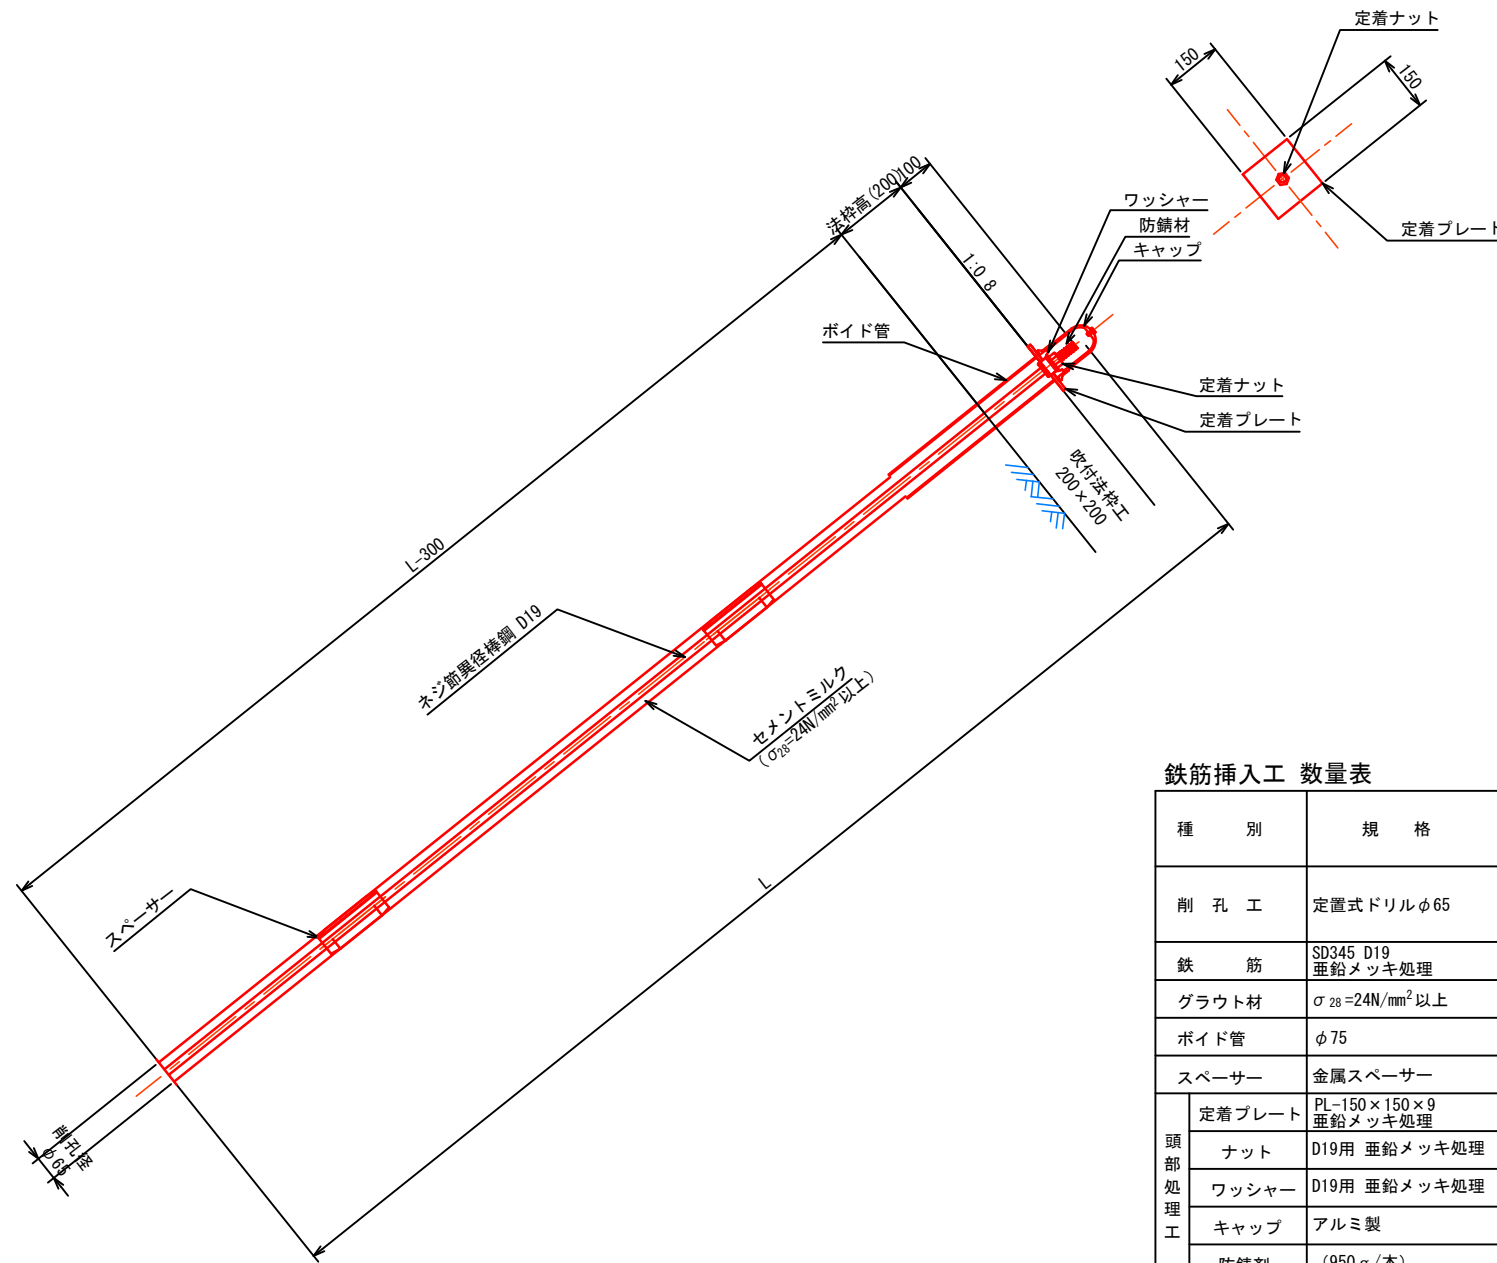 定着ナット
150
150
定着プレート
法枠高(200)
100
1:0.8
ワッシャー
防錆材
キャップ
ボイド管
定着ナット
定着プレート
吹付法枠工
200×200
L-300
ネジ節異径棒鋼 D19
セメントミルク
(σ28=24N/mm²以上)
L
スペーサー
削孔径
φ65
鉄筋挿入工 数量表
種 別 規 格
削 孔 工 定置式ドリルφ65
鉄 筋 SD345 D19
亜鉛メッキ処理
グラウト材 σ28=24N/mm²以上
ボイド管 φ75
スペーサー 金属スペーサー
頭部処理工
定着プレート PL-150×150×9
亜鉛メッキ処理
ナット D19用 亜鉛メッキ処理
ワッシャー D19用 亜鉛メッキ処理
キャップ アルミ製
防錆剤 (950g/本)